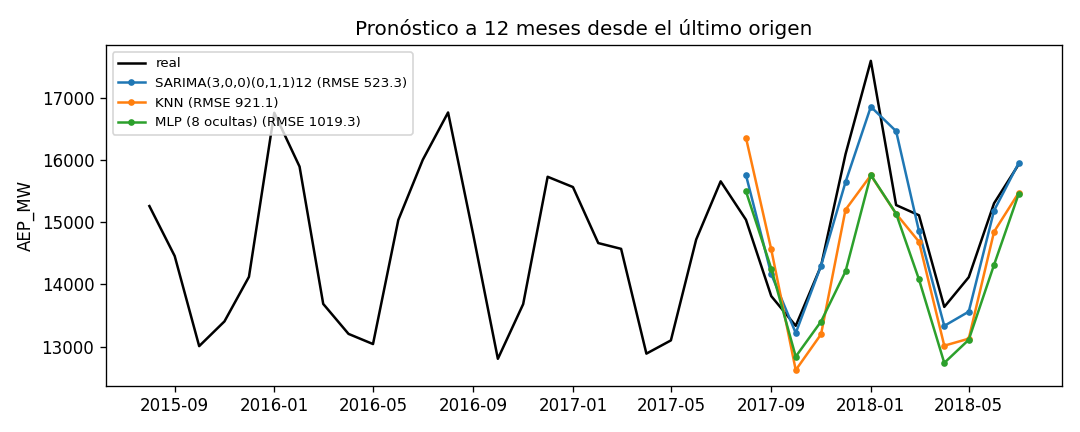 Pronóstico a 12 meses desde el último origen
real
SARIMA(3,0,0)(0,1,1)12 (RMSE 523.3)
KNN (RMSE 921.1)
MLP (8 ocultas) (RMSE 1019.3)
AEP_MW
17000
16000
15000
14000
13000
2015-09 2016-01 2016-05 2016-09 2017-01 2017-05 2017-09 2018-01 2018-05